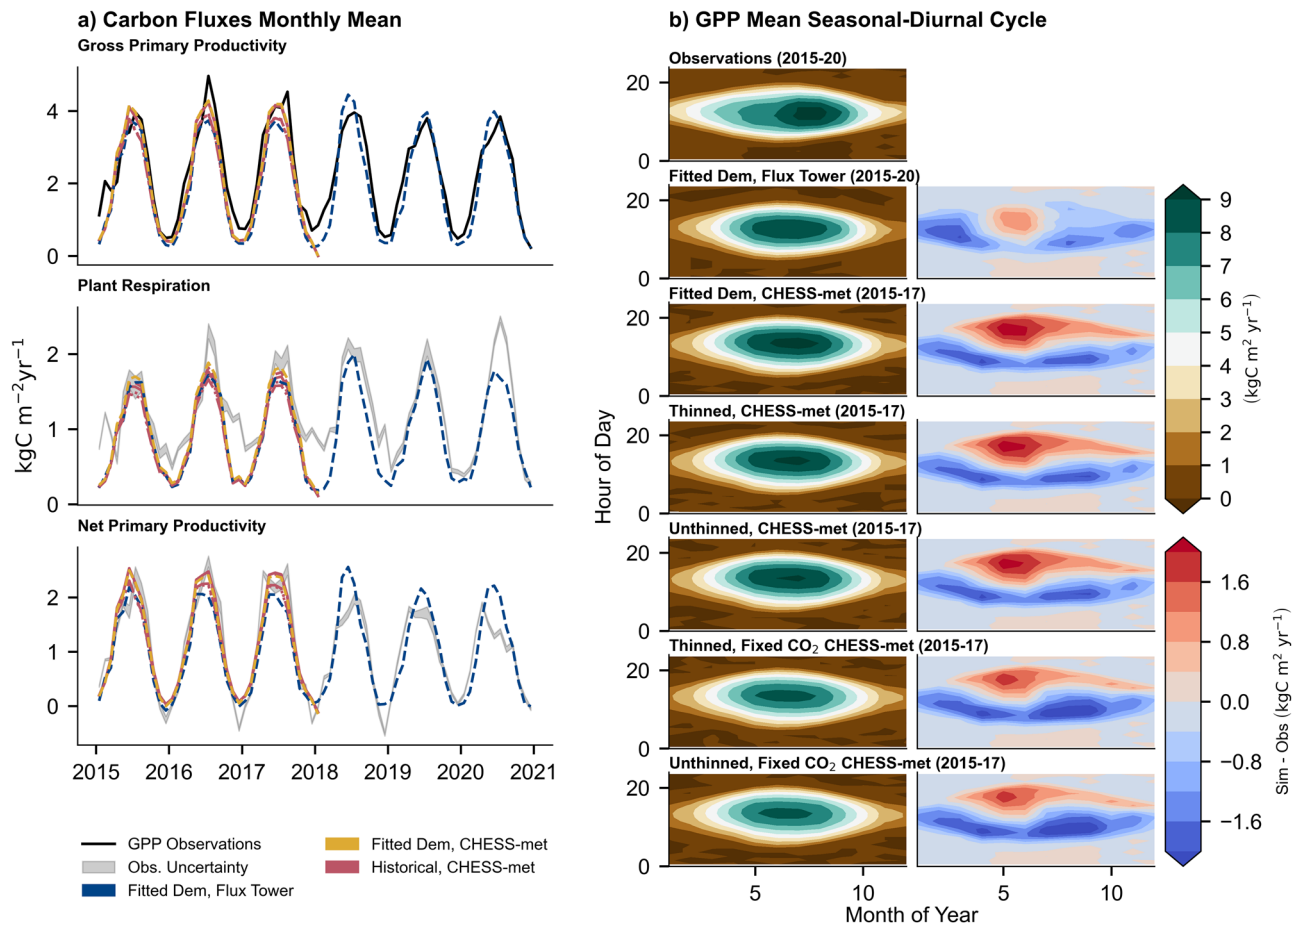 a) Carbon Fluxes Monthly Mean
Gross Primary Productivity
4
2
0
Plant Respiration
2
1
0
kgC m⁻²yr⁻¹
Net Primary Productivity
2
1
0
2015 2016 2017 2018 2019 2020 2021
GPP Observations
Obs. Uncertainty
Fitted Dem, Flux Tower
Fitted Dem, CHESS-met
Historical, CHESS-met
b) GPP Mean Seasonal-Diurnal Cycle
Observations (2015-20)
20
0
Fitted Dem, Flux Tower (2015-20)
20
0
Fitted Dem, CHESS-met (2015-17)
20
0
Thinned, CHESS-met (2015-17)
20
0
Unthinned, CHESS-met (2015-17)
20
0
Thinned, Fixed CO₂ CHESS-met (2015-17)
20
0
Unthinned, Fixed CO₂ CHESS-met (2015-17)
20
0
Hour of Day
5 10 5 10
Month of Year
9
8
7
6
5
4
3
2
1
0
(kgC m² yr⁻¹)
1.6
0.8
0.0
−0.8
−1.6
Sim - Obs (kgC m² yr⁻¹)